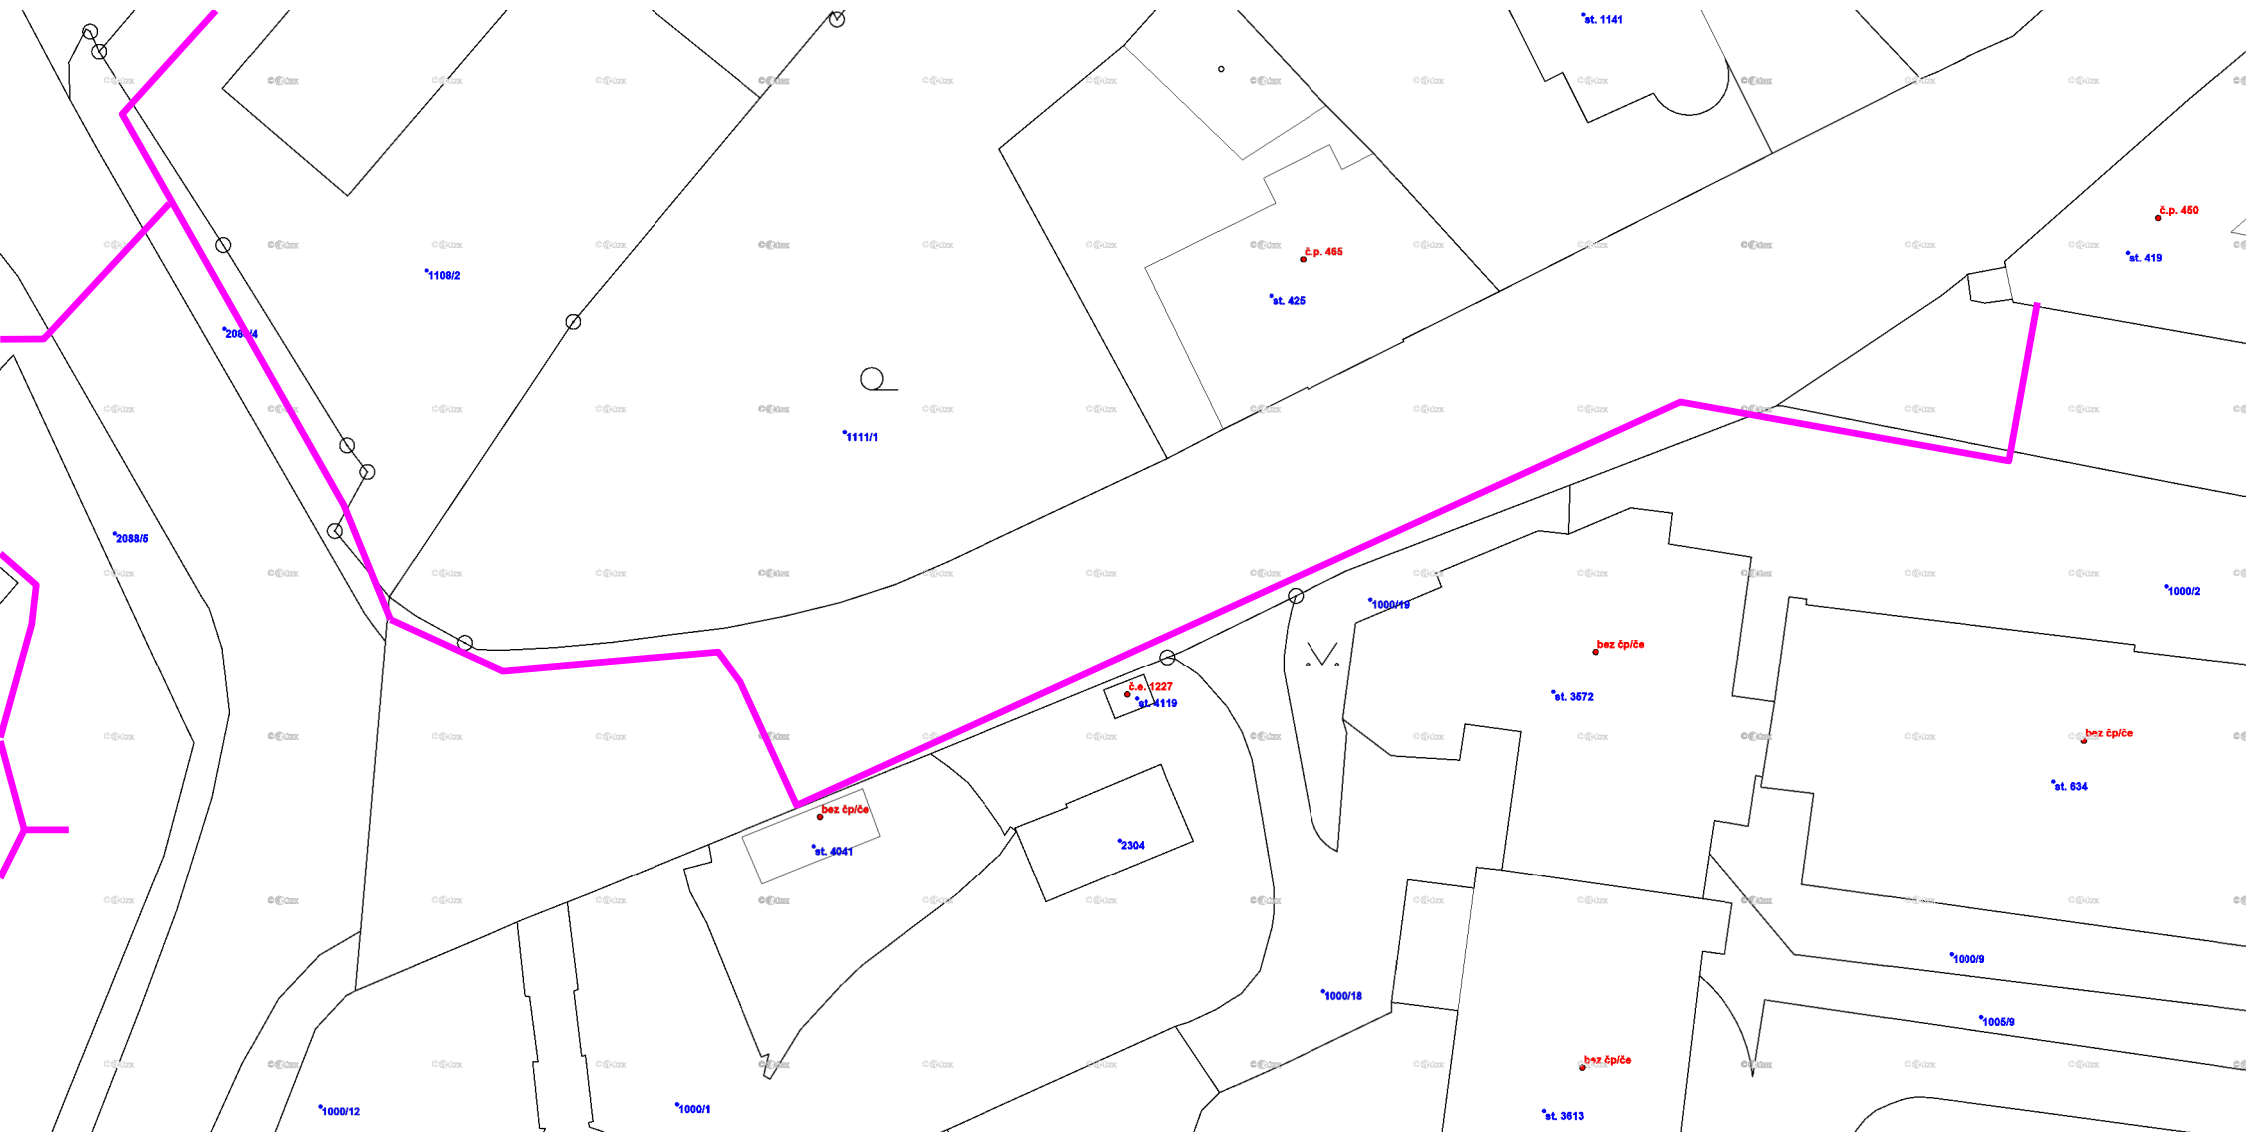 st. 1141
č.p. 450
č.p. 465
st. 419
1108/2
st. 425
1111/1
2088/5
1000/2
1000/19
bez čp/če
č.e. 1227
st. 3572
st. 4119
bez čp/če
st. 634
bez čp/če
2304
st. 4041
1000/9
1000/18
1005/9
bez čp/če
1000/12
1000/1
st. 3613